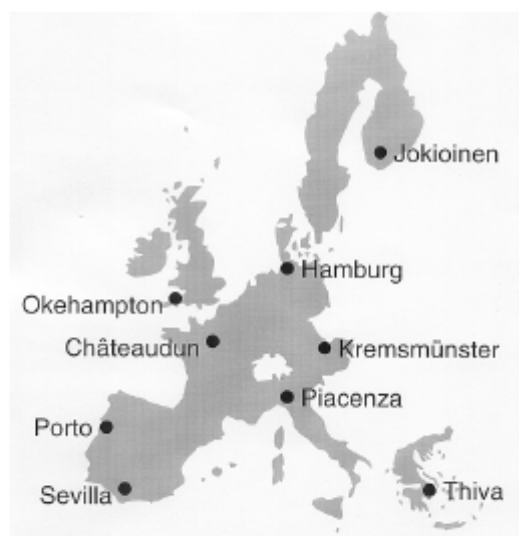 Jokioinen
Hamburg
Okehampton
Châteaudun
Kremsmünster
Piacenza
Porto
Sevilla
Thiva